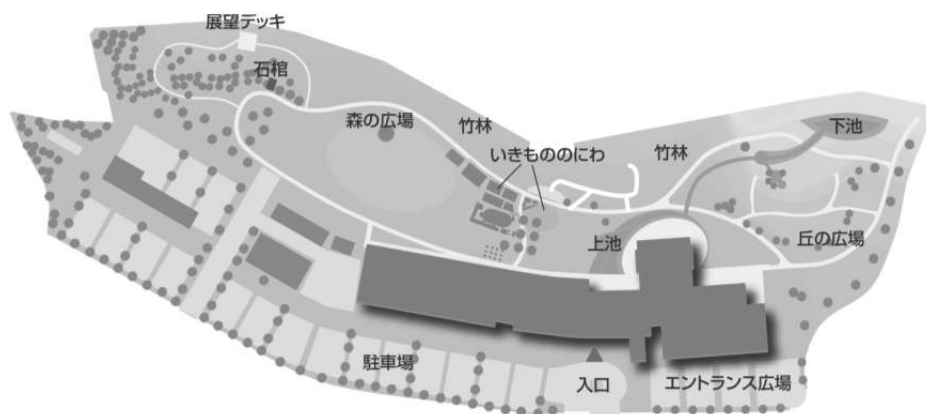 展望デッキ
石棺
森の広場
竹林
いきもののにわ
竹林
下池
上池
丘の広場
駐車場
入口
エントランス広場